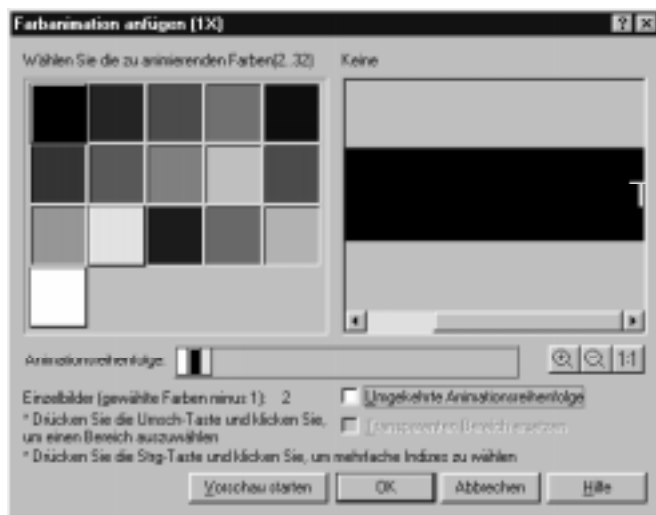 Farbanimation anfügen (1X)
Wählen Sie die zu animierenden Farben(2..32)
Keine
T
Animationsreihenfolge:
1:1
Einzelbilder (gewählte Farben minus 1): 2
Umgekehrte Animationsreihenfolge
* Drücken Sie die Umsch-Taste und klicken Sie,
um einen Bereich auszuwählen
Transparenten Bereich ersetzen
* Drücken Sie die Strg-Taste und klicken Sie, um mehrfache Indizes zu wählen
Vorschau starten
OK
Abbrechen
Hilfe